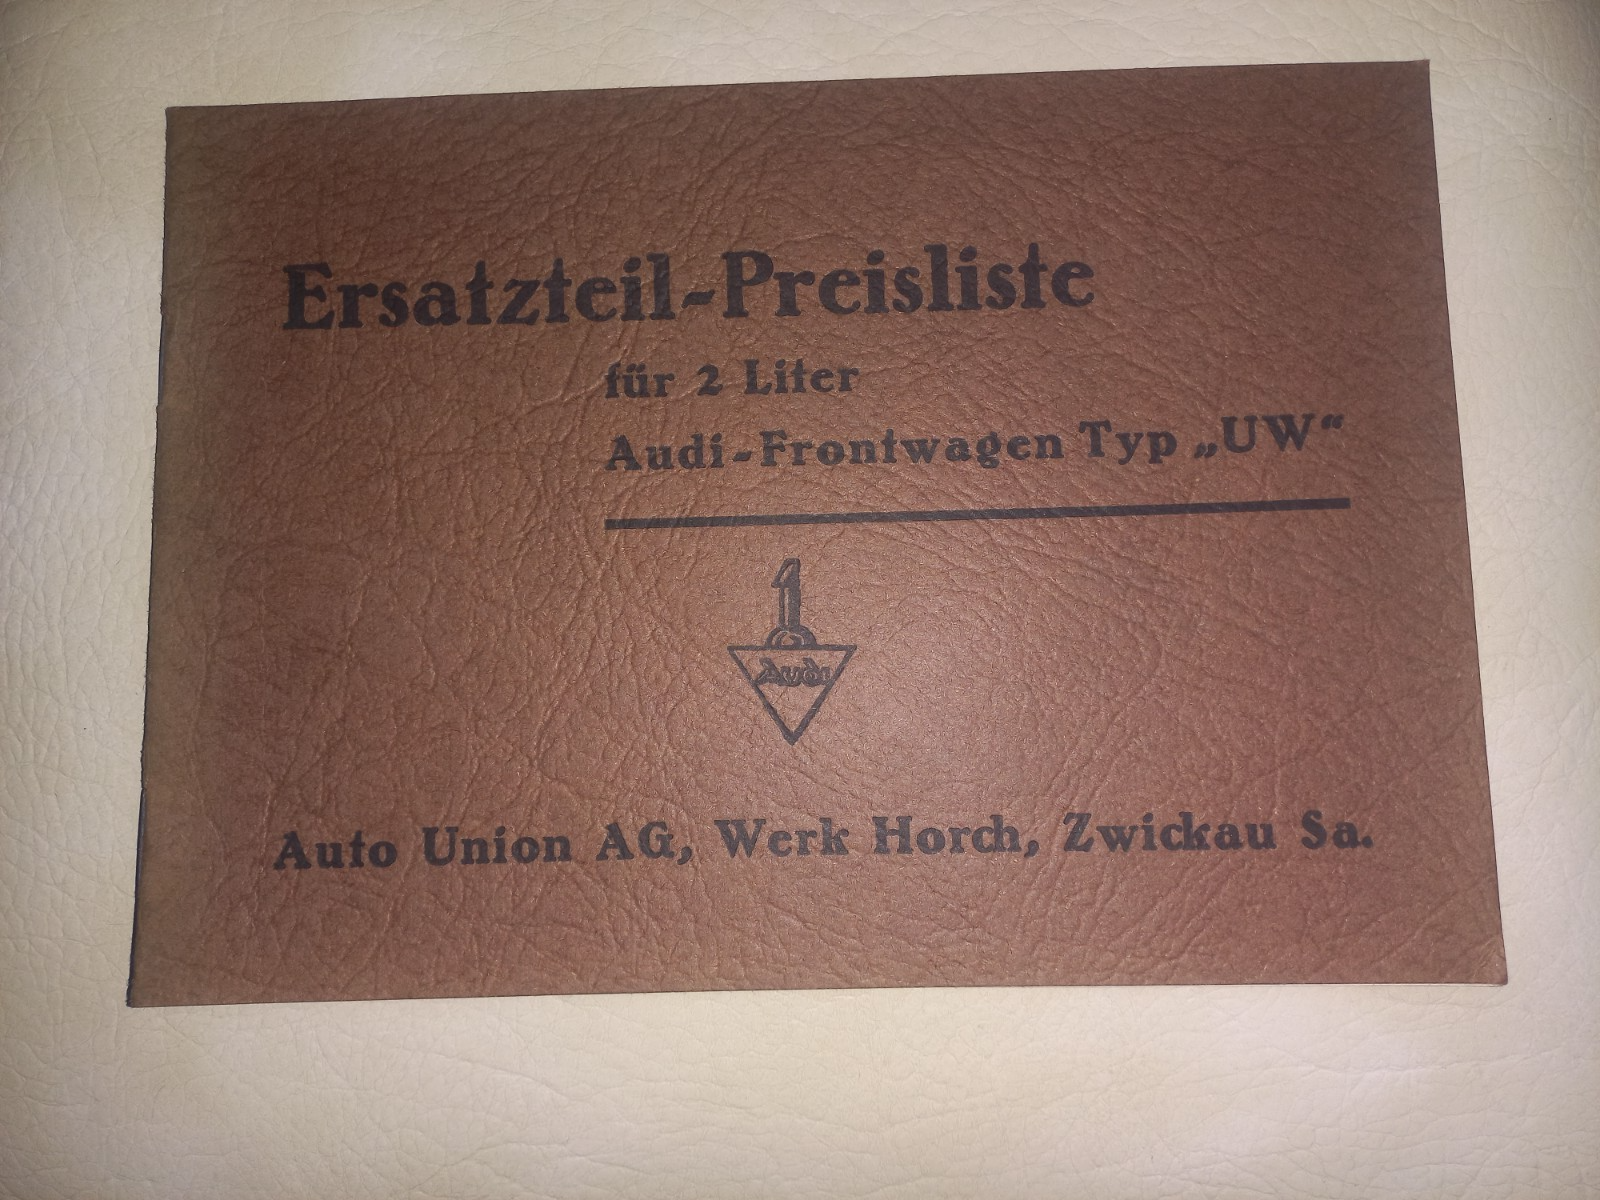 Ersatzteil-Preisliste
für 2 Liter
Audi-Frontwagen Typ „UW“
1
Audi
Auto Union AG, Werk Horch, Zwickau Sa.